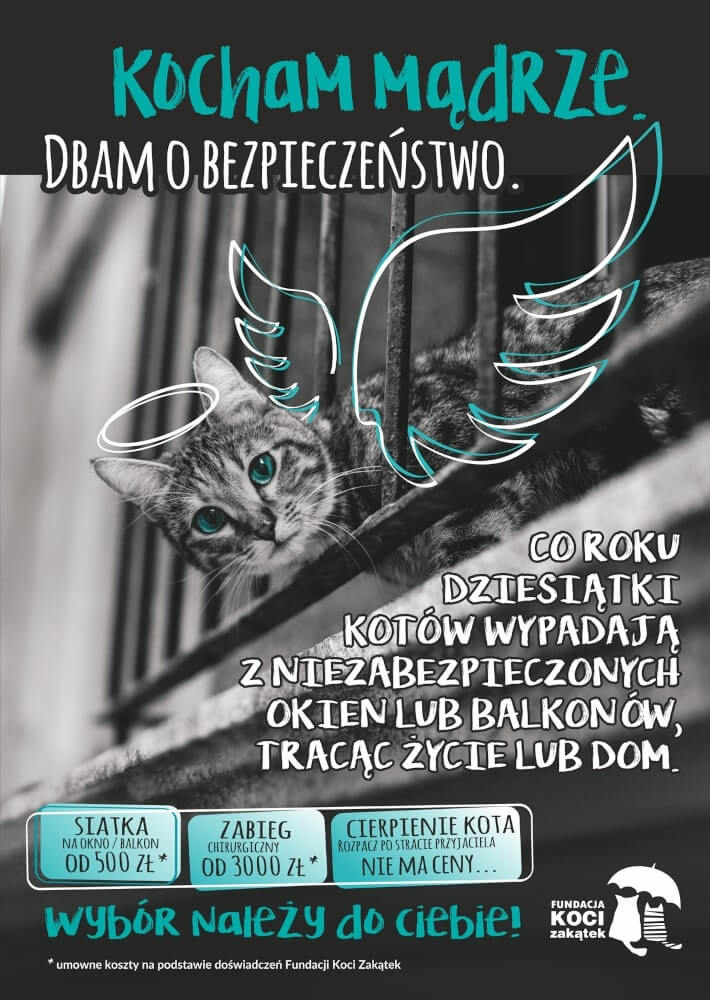 Kocham mądrze.
Dbam o bezpieczeństwo.
CO ROKU
DZIESIĄTKI
KOTÓW WYPADAJĄ
Z NIEZABEZPIECZONYCH
OKIEN LUB BALKONÓW,
TRACĄC ŻYCIE LUB DOM.
SIATKA
NA OKNO / BALKON
OD 500 ZŁ*
ZABIEG
CHIRURGICZNY
OD 3000 ZŁ*
CIERPIENIE KOTA
ROZPACZ PO STRACIE PRZYJACIELA
NIE MA CENY...
Wybór należy do ciebie!
* umowne koszty na podstawie doświadczeń Fundacji Koci Zakątek
FUNDACJA
KOCI
zakątek